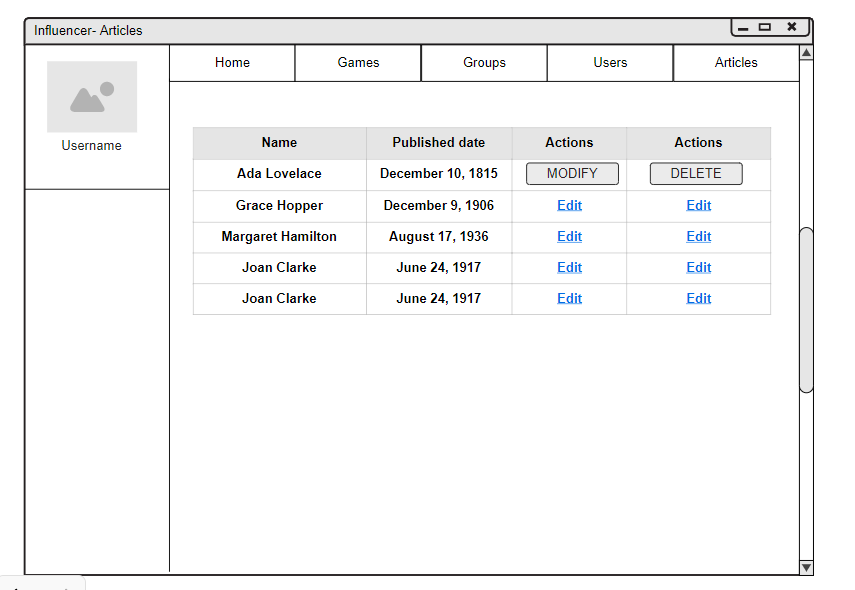 Influencer- Articles
Home Games Groups Users Articles
Username
Name Published date Actions Actions
Ada Lovelace December 10, 1815 MODIFY DELETE
Grace Hopper December 9, 1906 Edit Edit
Margaret Hamilton August 17, 1936 Edit Edit
Joan Clarke June 24, 1917 Edit Edit
Joan Clarke June 24, 1917 Edit Edit